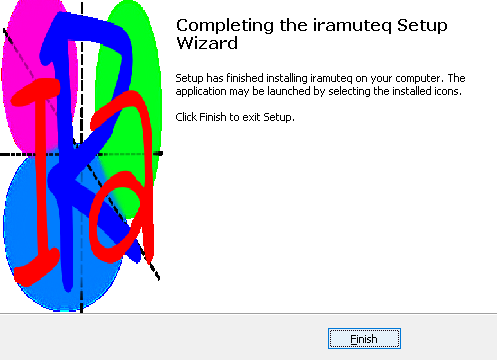 IRa
Completing the iramuteq Setup
Wizard
Setup has finished installing iramuteq on your computer. The
application may be launched by selecting the installed icons.
Click Finish to exit Setup.
Finish